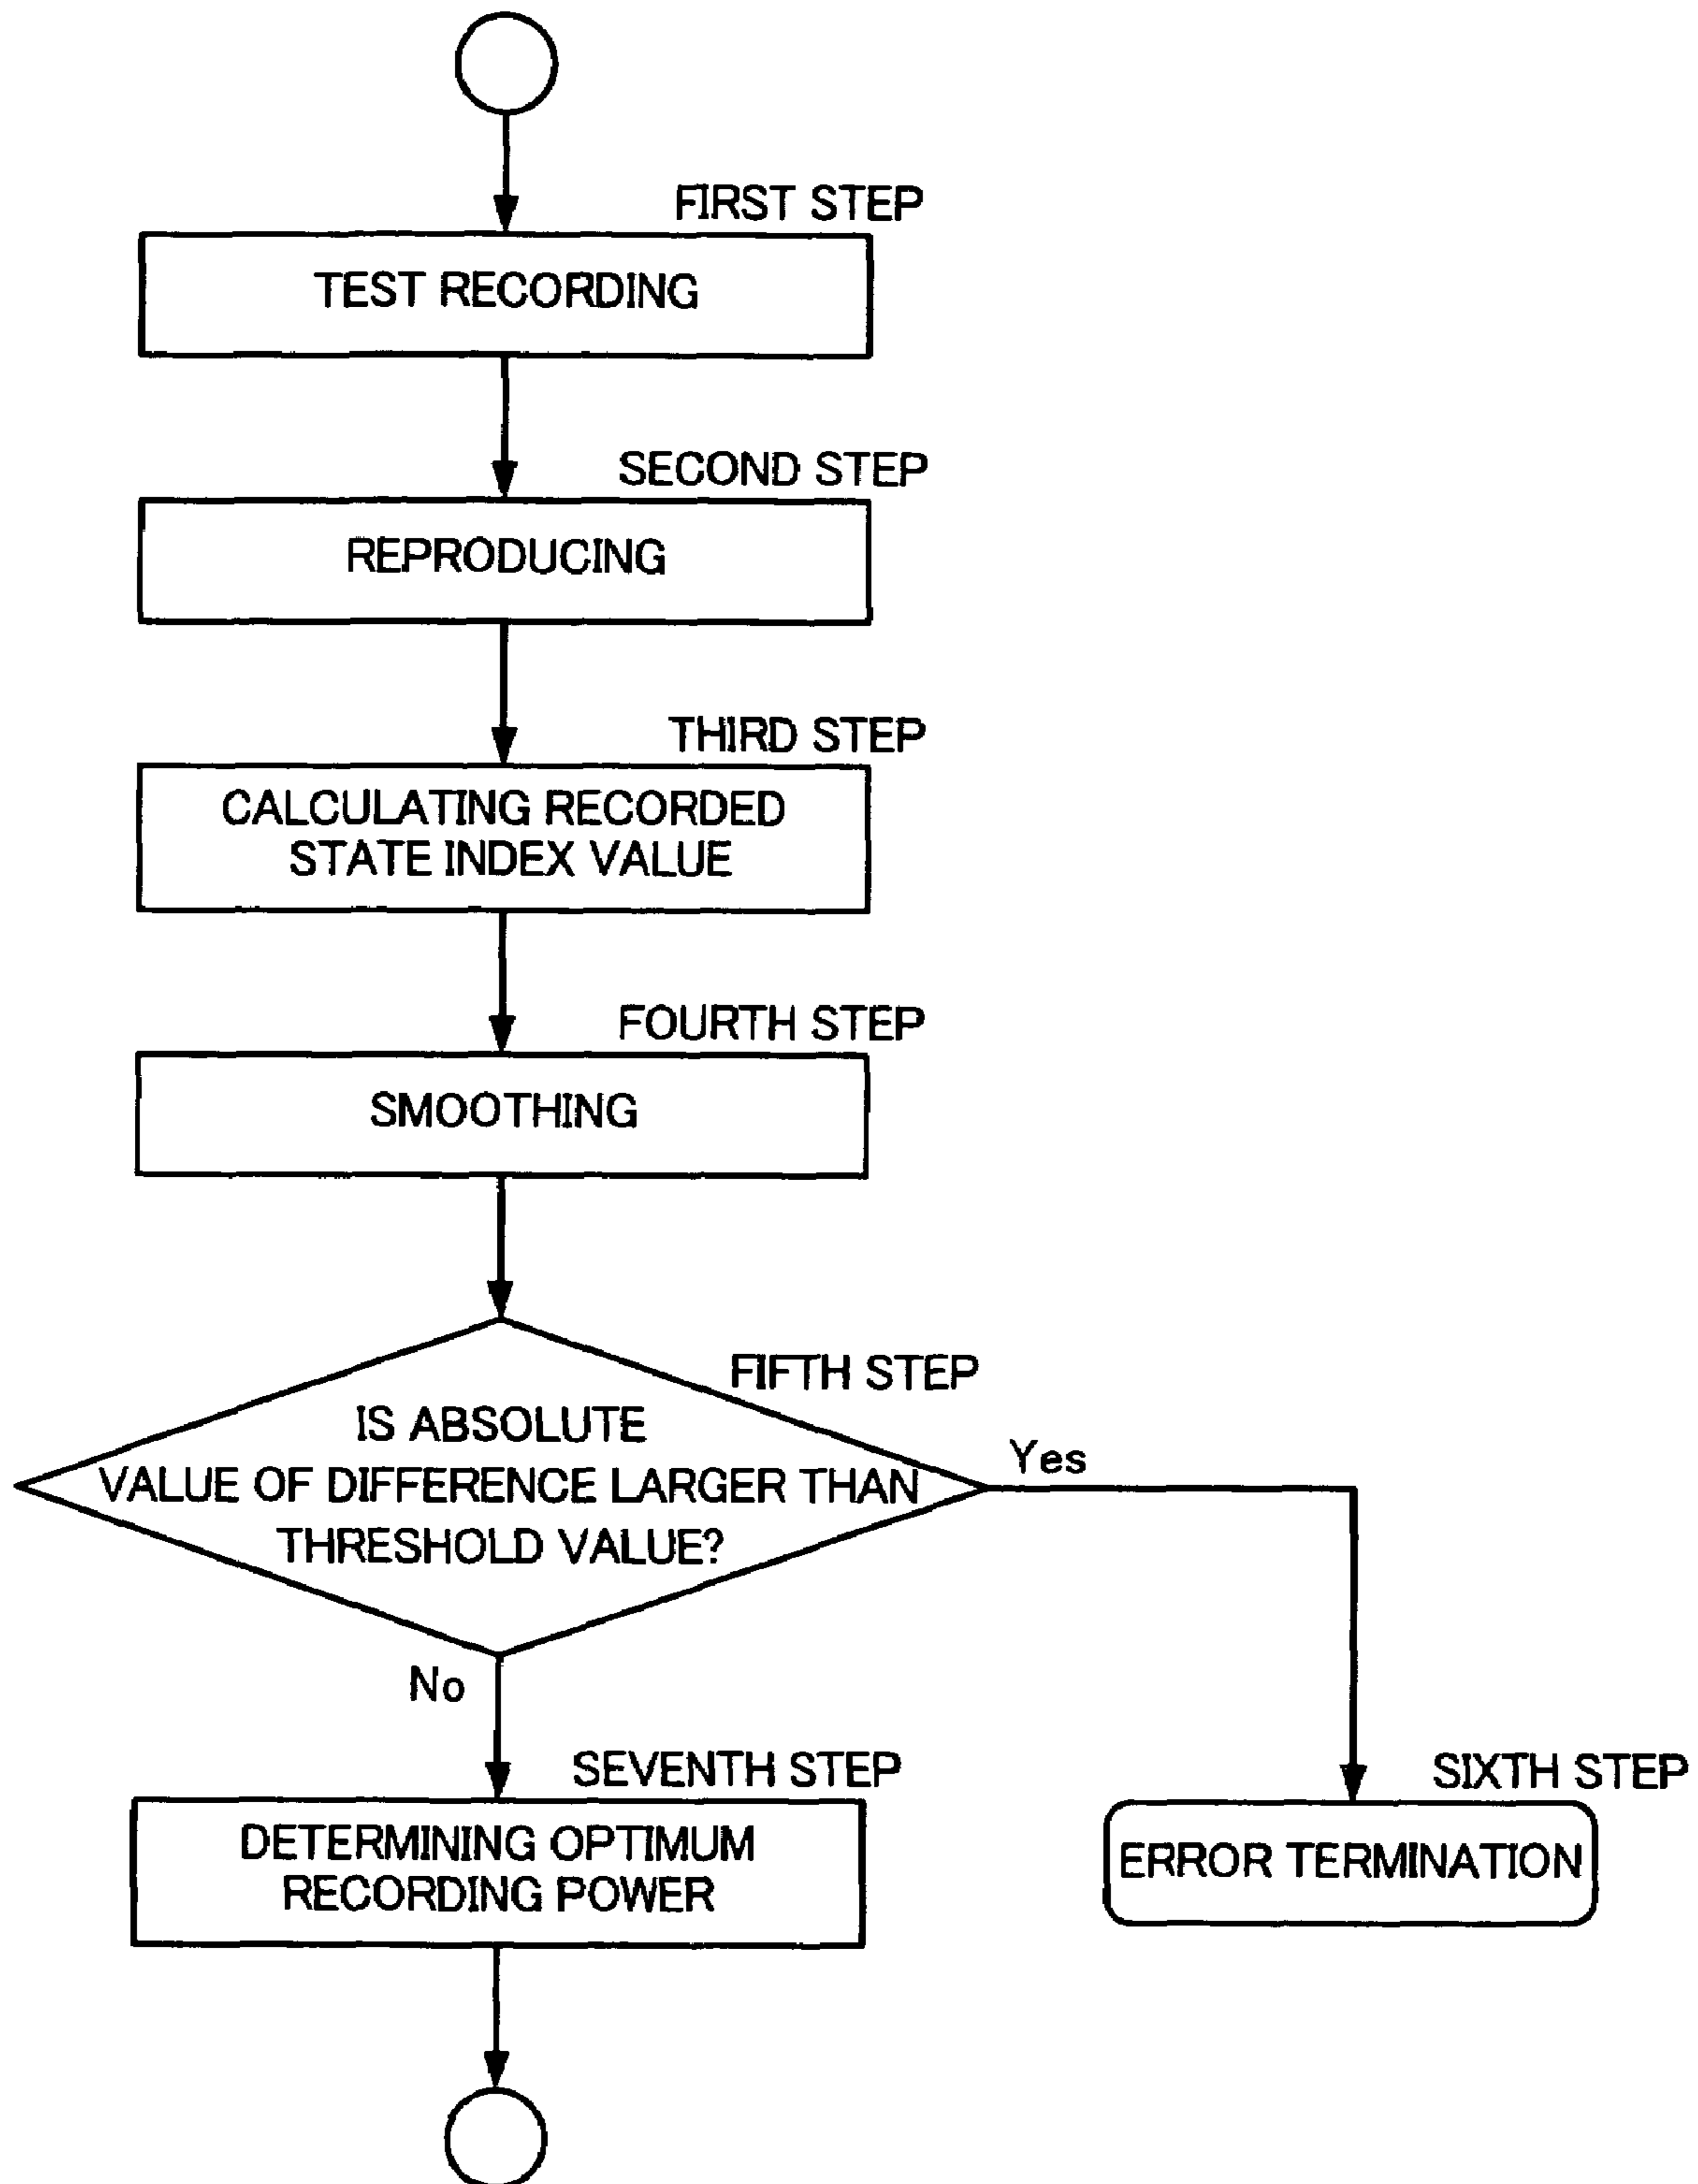 FIRST STEP
TEST RECORDING
SECOND STEP
REPRODUCING
THIRD STEP
CALCULATING RECORDED
STATE INDEX VALUE
FOURTH STEP
SMOOTHING
FIFTH STEP
IS ABSOLUTE
VALUE OF DIFFERENCE LARGER THAN
THRESHOLD VALUE?
Yes
No
SEVENTH STEP
DETERMINING OPTIMUM
RECORDING POWER
SIXTH STEP
ERROR TERMINATION